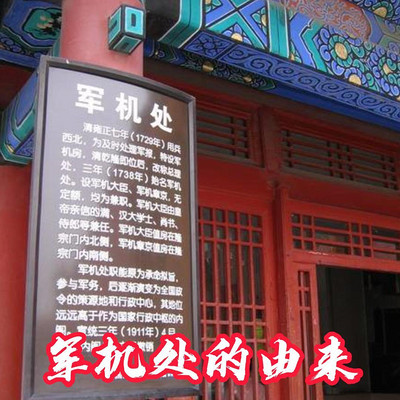 军机处
清雍正七年（1729年）用兵
西北，为及时处理军报，特设军
机房，清乾隆即位后，改称总理
处，三年（1738年）始名军机
处。设军机大臣、军机章京，无
定额，均为兼职。军机大臣由皇
帝亲信的满、汉大学士、尚书、
侍郎等兼任。军机大臣值房在隆
宗门内北侧，军机章京值房在隆
宗门内南侧。
军机处职能原为承命拟旨，
参与军务，后逐渐演变为全国政
令的策源地和行政中心，其地位
远远高于作为国家行政中枢的内
阁。宣统三年（1911年）4月
内阁
撤销
军机处的由来